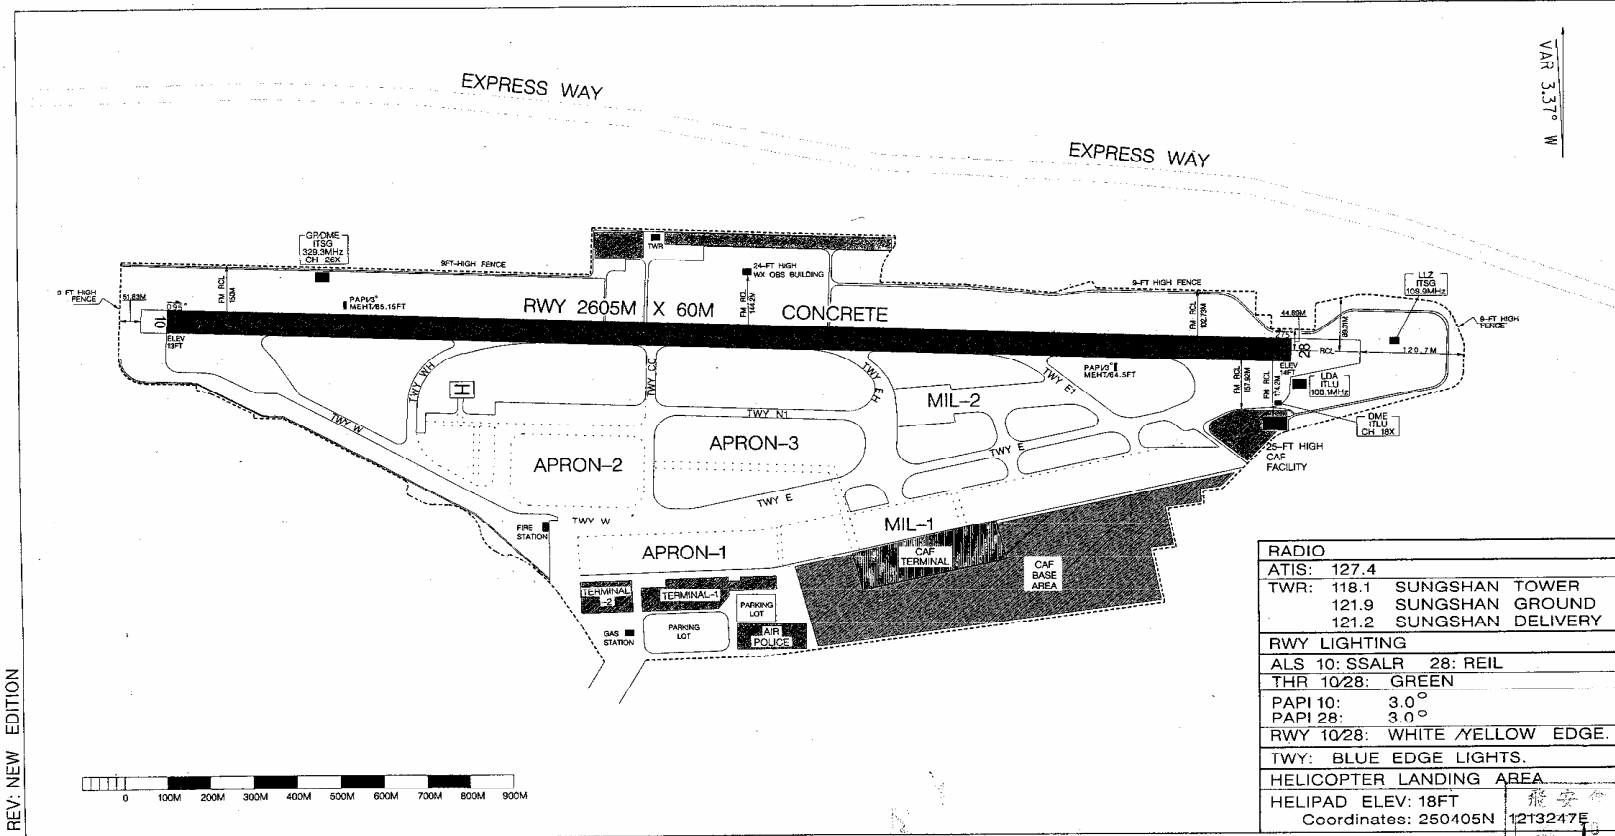 EXPRESS WAY
VAR 3.37° W
EXPRESS WAY
GP/DME
ITSG
329.3MHz
CH 26X
TWR
9FT-HIGH FENCE
24-FT HIGH
WX OBS BUILDING
9-FT HIGH FENCE
LLZ
ITSG
109.9MHz
9 FT HIGH
FENCE
51.83M
095°
FM RCL
150M
PAPI/3°
MEHT/65.15FT
RWY 2605M X 60M CONCRETE
FM RCL
FM RCL
44.89M
9-FT HIGH
FENCE
10
ELEV
13FT
28
RCL
120.7M
ELEV
14FT
PAPI/3°
MEHT/64.5FT
FM RCL
157.92M
FM RCL
174.2M
LDA
ITLU
108.1MHz
DME
ITLU
CH 18X
25-FT HIGH
CAF
FACILITY
TWY WH
TWY CC
TWY EH
TWY E1
H
MIL-2
TWY W
TWY N1
APRON-3
TWY E
APRON-2
TWY E
TWY W
FIRE
STATION
MIL-1
APRON-1
CAF
TERMINAL
CAF
BASE
AREA
TERMINAL
-2
TERMINAL-1
PARKING
LOT
GAS
STATION
PARKING
LOT
AIR
POLICE
RADIO
ATIS: 127.4
TWR: 118.1 SUNGSHAN TOWER
121.9 SUNGSHAN GROUND
121.2 SUNGSHAN DELIVERY
RWY LIGHTING
ALS 10: SSALR 28: REIL
THR 10/28: GREEN
PAPI 10: 3.0°
PAPI 28: 3.0°
RWY 10/28: WHITE /YELLOW EDGE.
TWY: BLUE EDGE LIGHTS.
HELICOPTER LANDING AREA
HELIPAD ELEV: 18FT
Coordinates: 250405N 1213247E
飛安
0 100M 200M 300M 400M 500M 600M 700M 800M 900M
REV: NEW EDITION